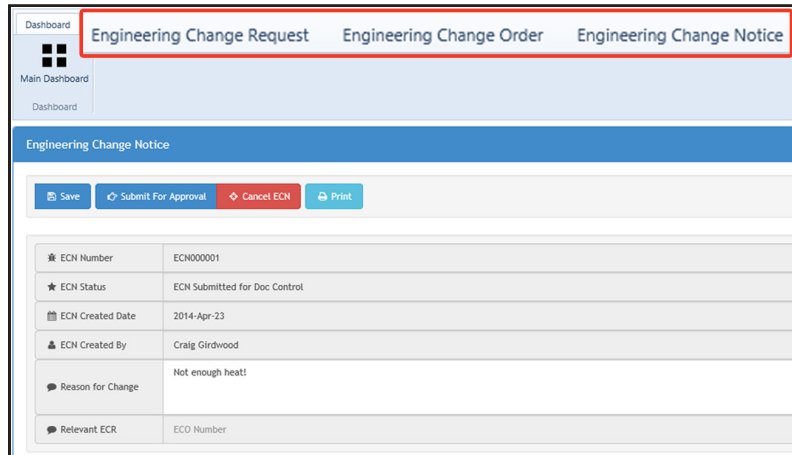 Dashboard
Engineering Change Request Engineering Change Order Engineering Change Notice
Main Dashboard
Dashboard
Engineering Change Notice
Save Submit For Approval Cancel ECN Print
ECN Number ECN000001
ECN Status ECN Submitted for Doc Control
ECN Created Date 2014-Apr-23
ECN Created By Craig Girdwood
Reason for Change Not enough heat!
Relevant ECR ECO Number